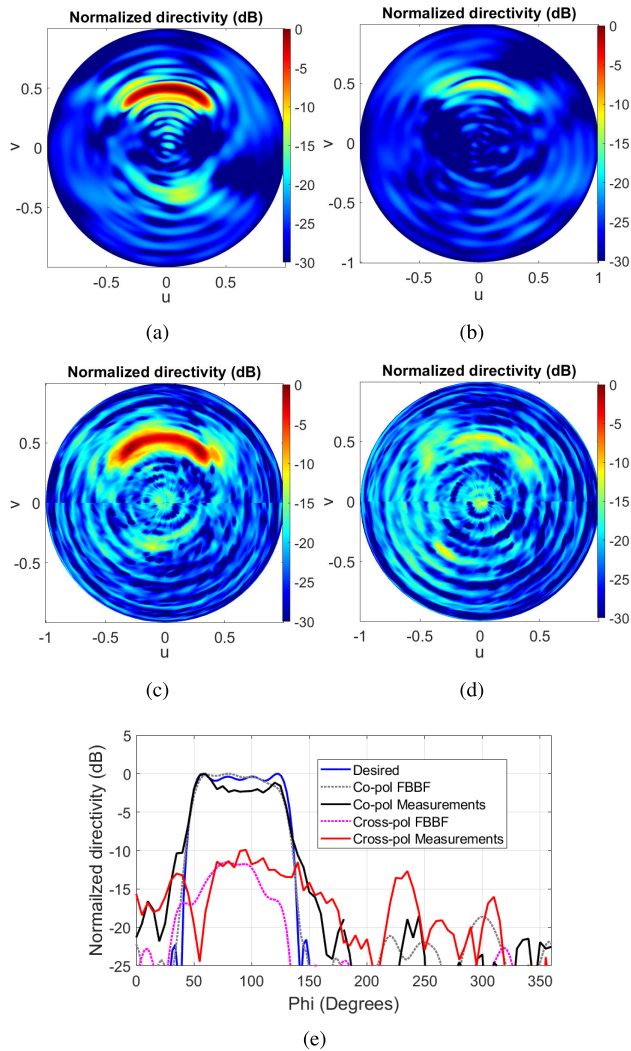 Normalized directivity (dB)
0
-5
-10
-15
-20
-25
-30
0.5
0
-0.5
v
-0.5 0 0.5
u
(a)
Normalized directivity (dB)
0
-5
-10
-15
-20
-25
-30
0.5
0
-0.5
-1
v
-1 -0.5 0 0.5 1
u
(b)
Normalized directivity (dB)
0
-5
-10
-15
-20
-25
-30
0.5
0
-0.5
v
-1 -0.5 0 0.5
u
(c)
Normalized directivity (dB)
0
-5
-10
-15
-20
-25
-30
0.5
0
-0.5
v
-1 -0.5 0 0.5
u
(d)
Normailzed directivity (dB)
5
0
-5
-10
-15
-20
-25
Desired
Co-pol FBBF
Co-pol Measurements
Cross-pol FBBF
Cross-pol Measurements
0 50 100 150 200 250 300 350
Phi (Degrees)
(e)